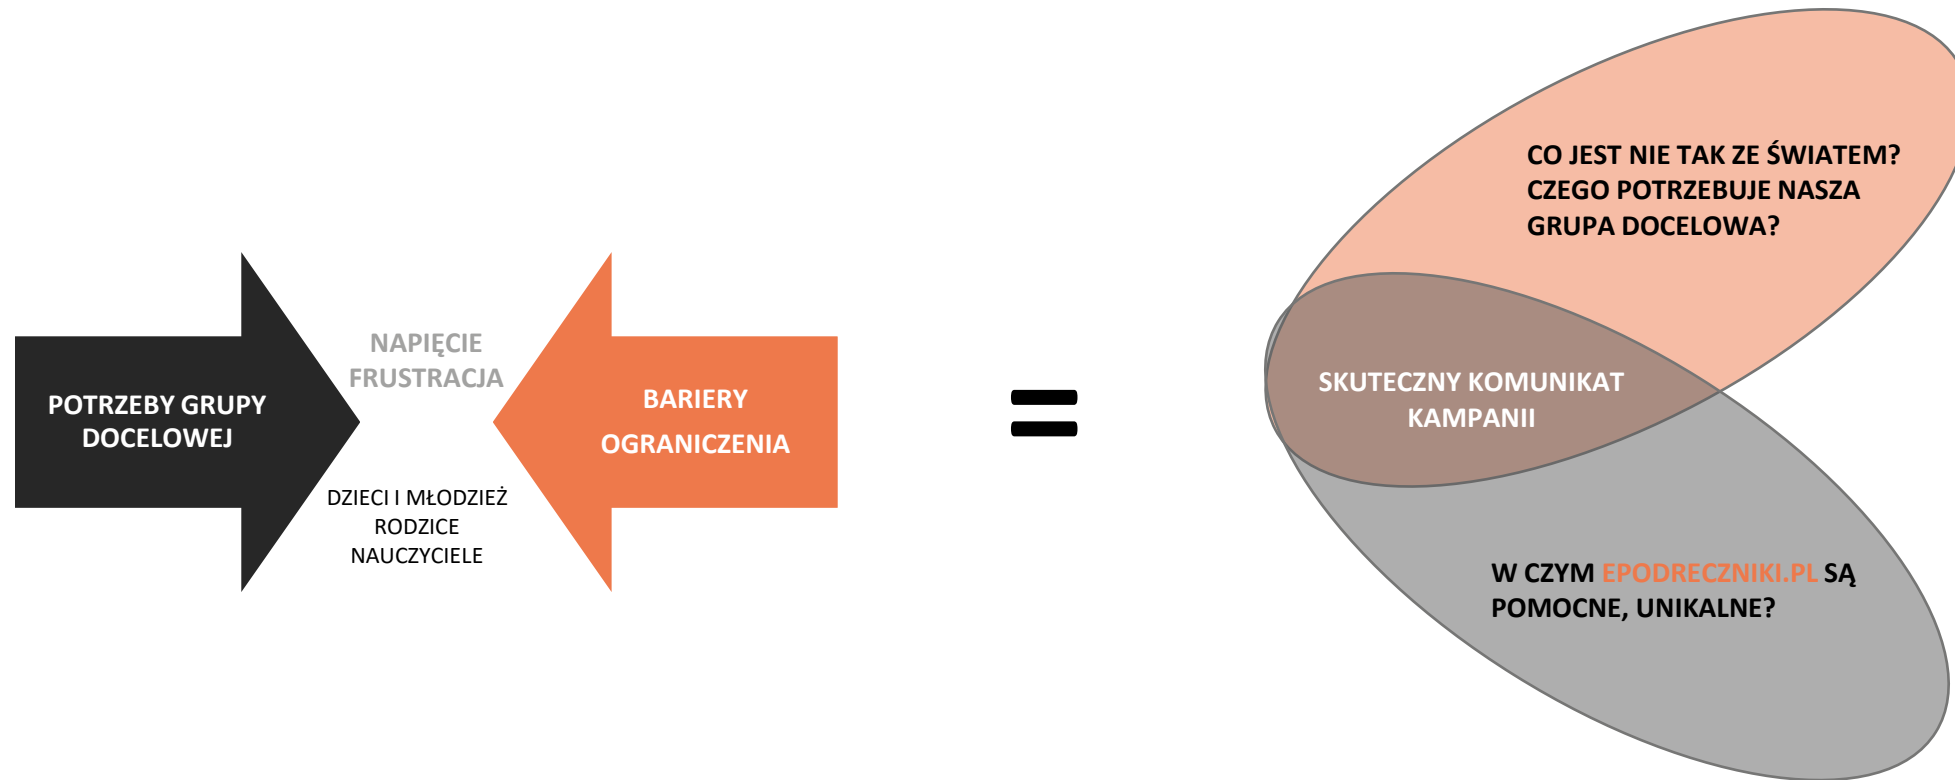 POTRZEBY GRUPY
DOCELOWEJ
NAPIĘCIE
FRUSTRACJA
DZIECI I MŁODZIEŻ
RODZICE
NAUCZYCIELE
BARIERY
OGRANICZENIA
=
CO JEST NIE TAK ZE ŚWIATEM?
CZEGO POTRZEBUJE NASZA
GRUPA DOCELOWA?
SKUTECZNY KOMUNIKAT
KAMPANII
W CZYM EPODRECZNIKI.PL SĄ
POMOCNE, UNIKALNE?